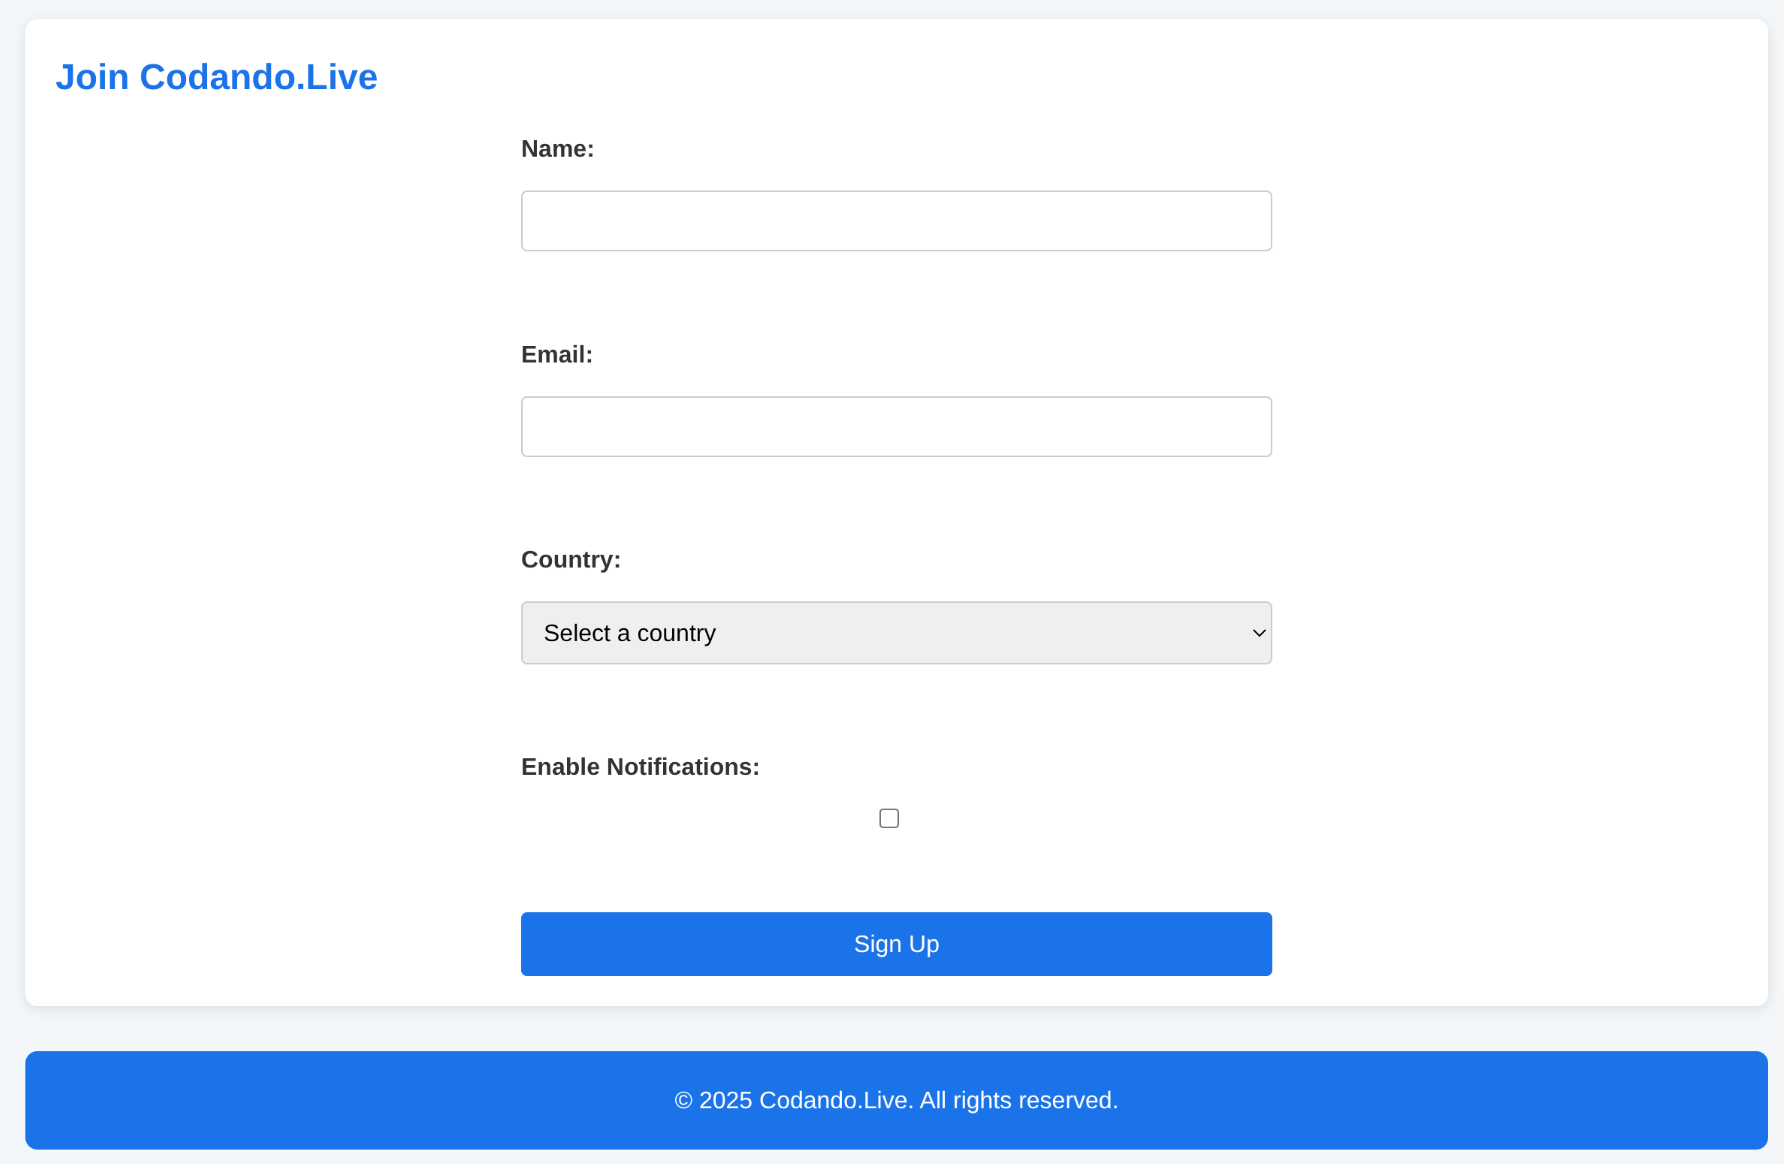 Join Codando.Live
Name:
Email:
Country:
Select a country
Enable Notifications:
Sign Up
© 2025 Codando.Live. All rights reserved.